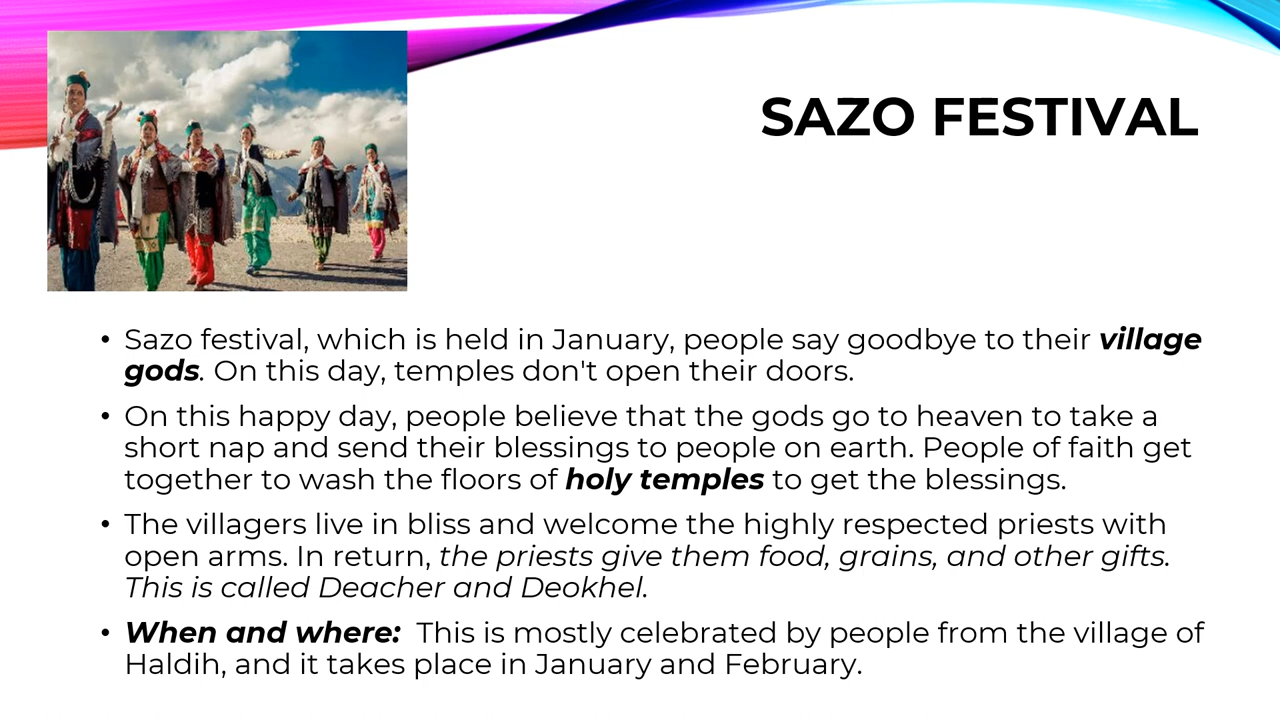 SAZO FESTIVAL
• Sazo festival, which is held in January, people say goodbye to their village
gods. On this day, temples don't open their doors.
• On this happy day, people believe that the gods go to heaven to take a
short nap and send their blessings to people on earth. People of faith get
together to wash the floors of holy temples to get the blessings.
• The villagers live in bliss and welcome the highly respected priests with
open arms. In return, the priests give them food, grains, and other gifts.
This is called Deacher and Deokhel.
• When and where:  This is mostly celebrated by people from the village of
Haldih, and it takes place in January and February.